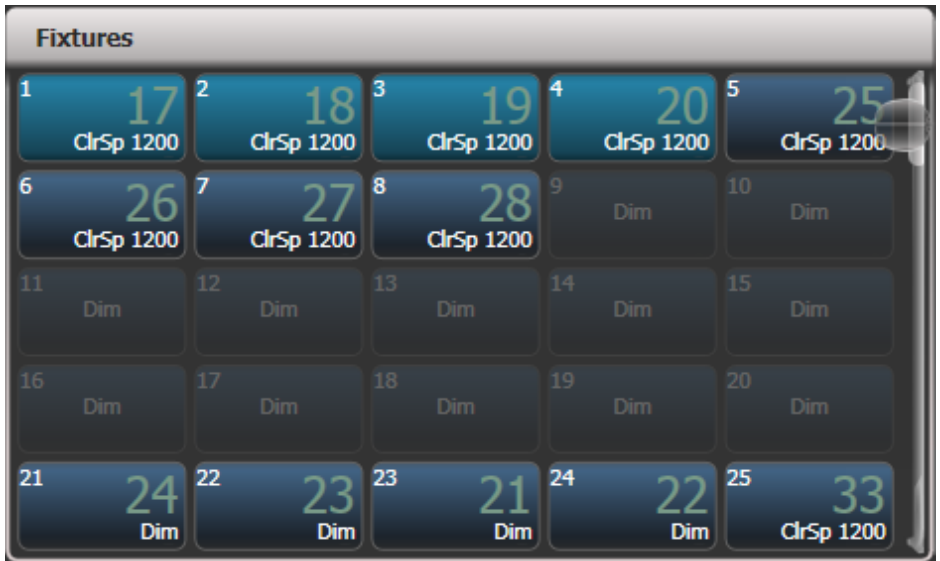 Fixtures
1 17 2 18 3 19 4 20 5 25
ClrSp 1200 ClrSp 1200 ClrSp 1200 ClrSp 1200 ClrSp 1200
6 26 7 27 8 28 9 10
Dim Dim
ClrSp 1200 ClrSp 1200 ClrSp 1200
11 12 13 14 15
Dim Dim Dim Dim Dim
16 17 18 19 20
Dim Dim Dim Dim Dim
21 24 22 23 23 21 24 22 25 33
Dim Dim Dim Dim ClrSp 1200